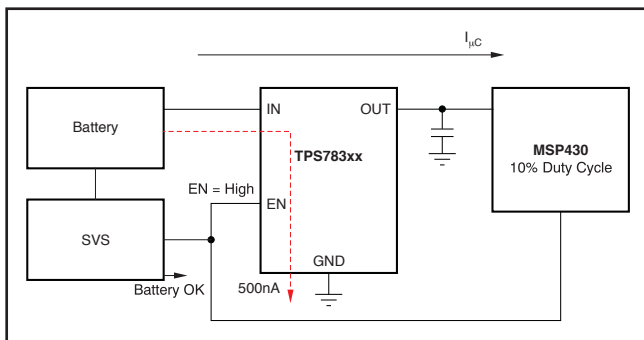 IμC
IN
OUT
Battery
TPS783xx
MSP430
10% Duty Cycle
EN = High
EN
SVS
GND
Battery OK
500nA